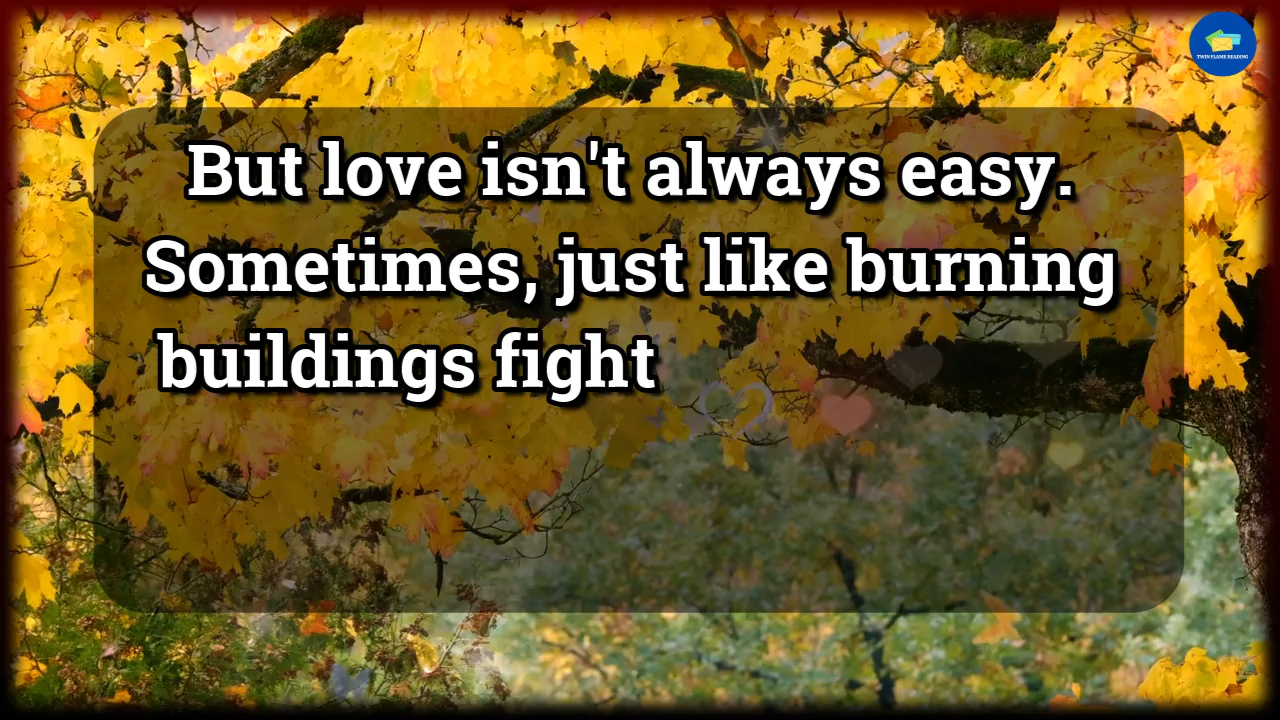 But love isn't always easy.
Sometimes, just like burning
buildings fight
TWIN FLAME READING